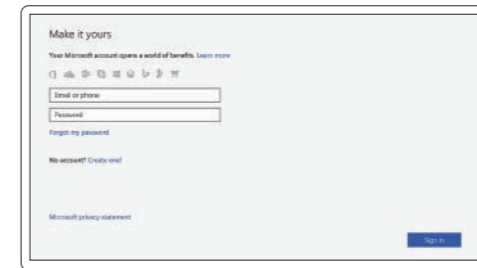 Make it yours
Your Microsoft account opens a world of benefits. Learn more
Email or phone
Password
Forgot my password
No account? Create one!
Microsoft privacy statement
Sign in